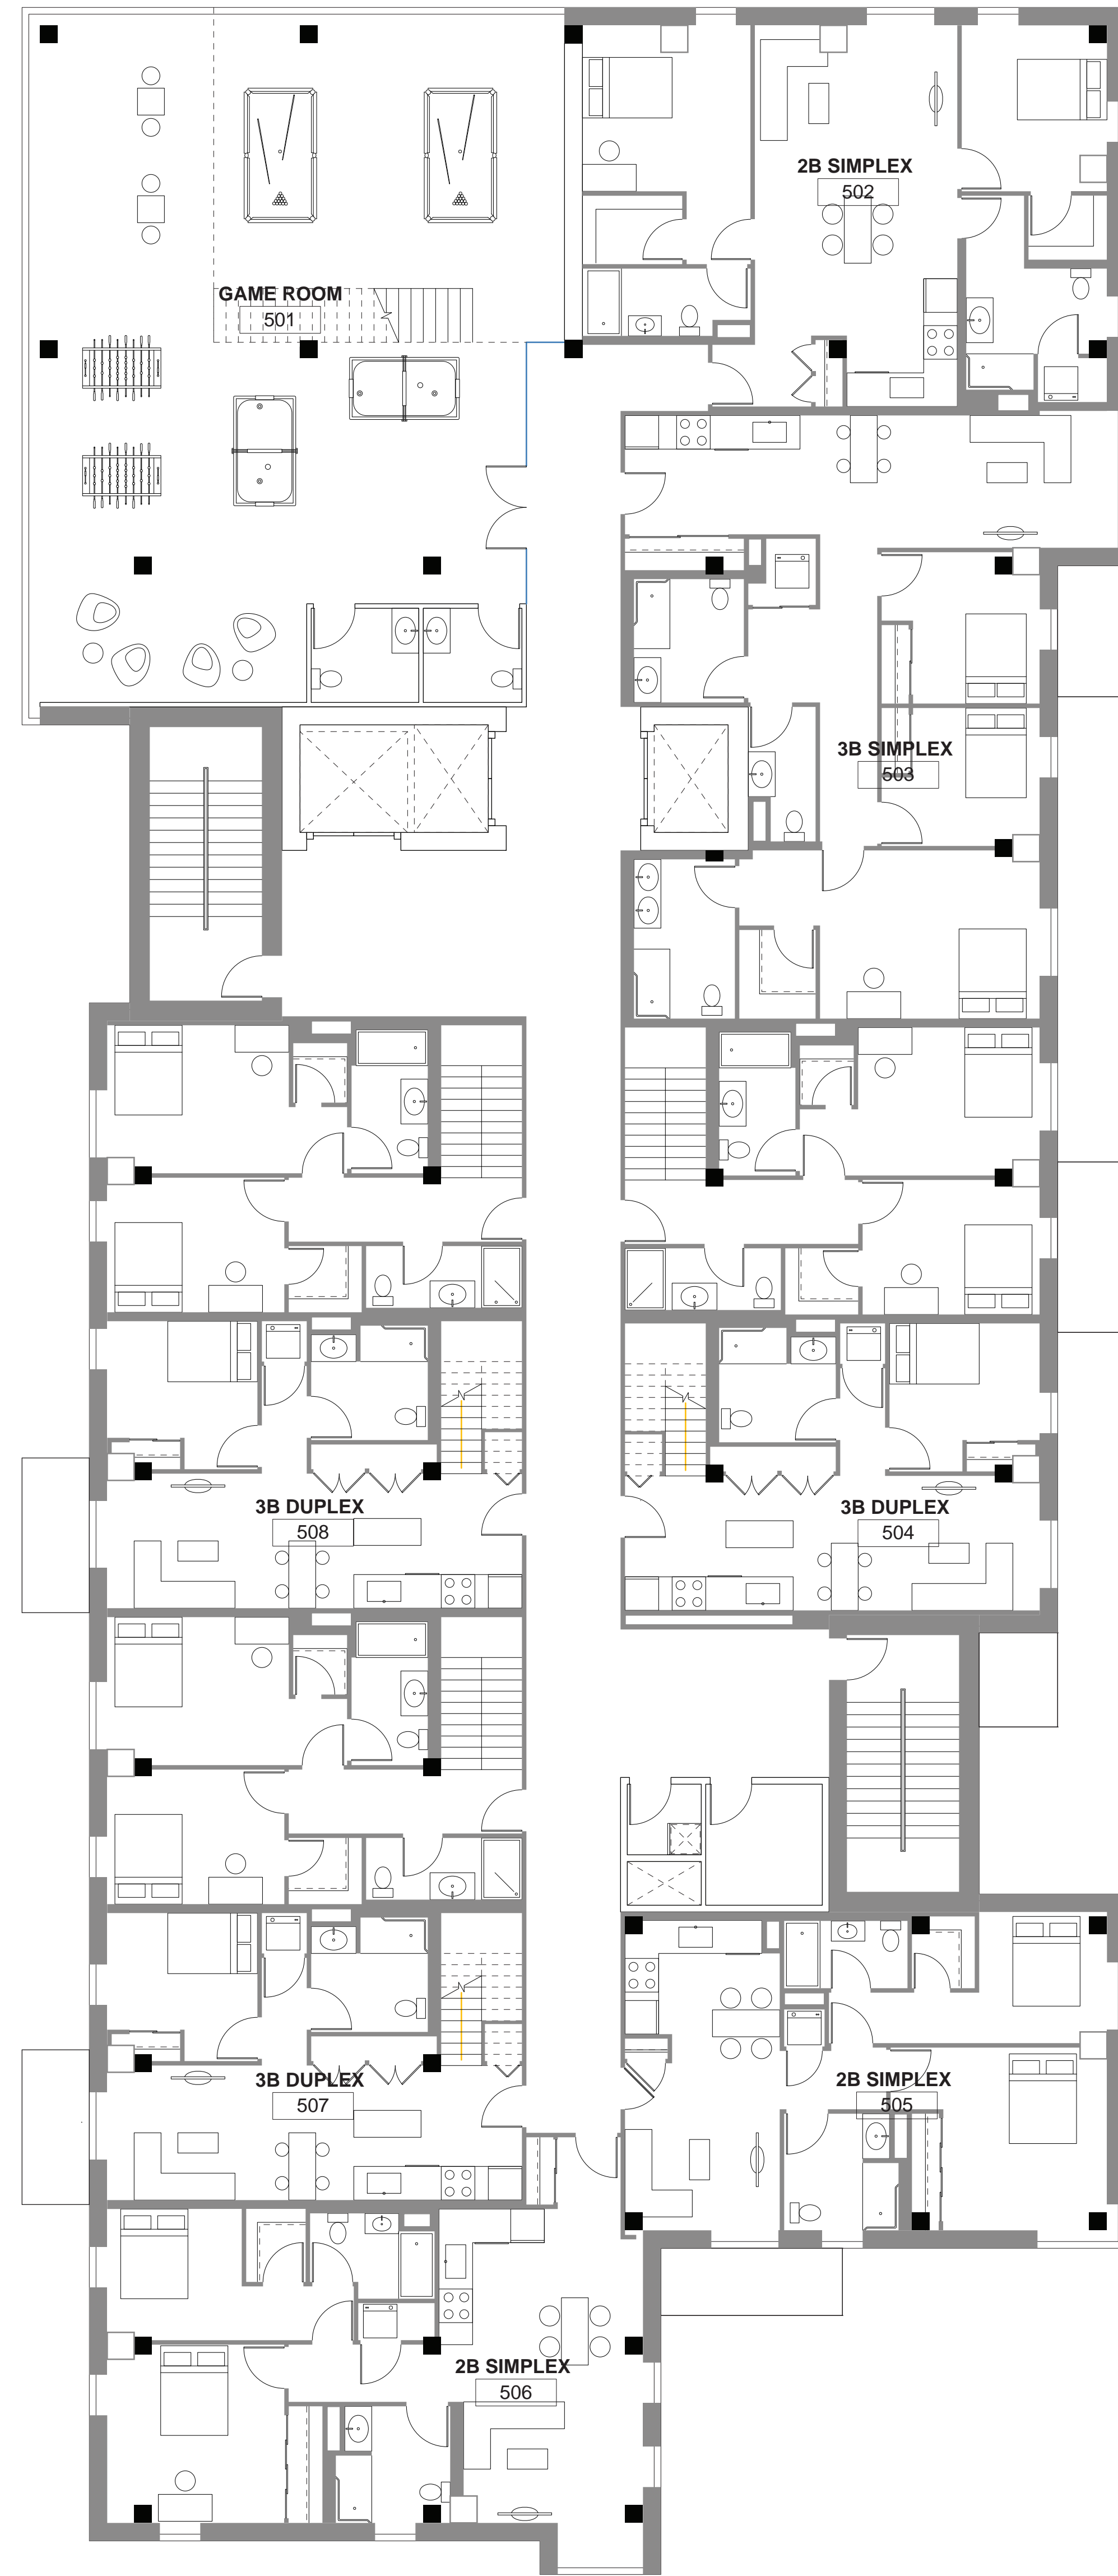 2B SIMPLEX
502
GAME ROOM
501
3B SIMPLEX
503
3B DUPLEX
508
3B DUPLEX
504
3B DUPLEX
507
2B SIMPLEX
505
2B SIMPLEX
506